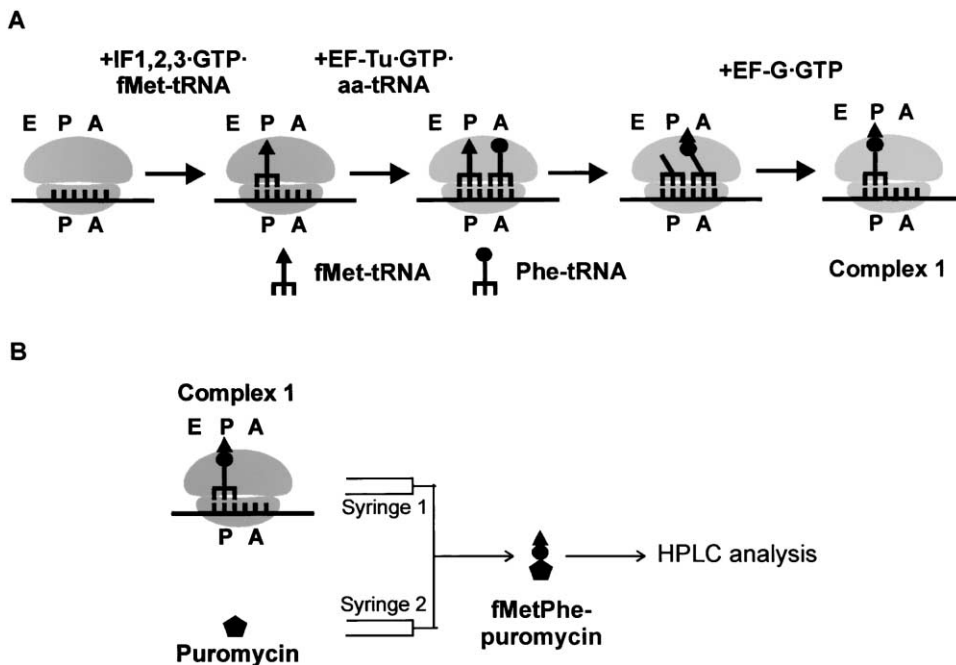 A
+IF1,2,3·GTP·
fMet-tRNA
+EF-Tu·GTP·
aa-tRNA
+EF-G·GTP
E P A
E P A
E P A
E P A
E P A
P A
P A
P A
P A
P A
fMet-tRNA
Phe-tRNA
Complex 1
B
Complex 1
E P A
P A
Syringe 1
Syringe 2
Puromycin
fMetPhe-
puromycin
HPLC analysis